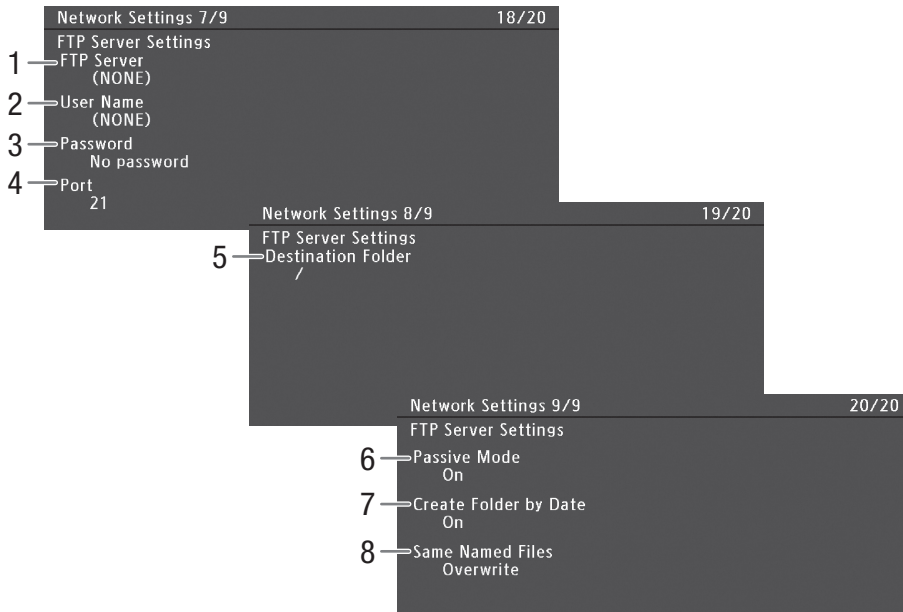 Network Settings 7/9 18/20
FTP Server Settings
1 FTP Server
(NONE)
2 User Name
(NONE)
3 Password
No password
4 Port
21
Network Settings 8/9 19/20
FTP Server Settings
5 Destination Folder
/
Network Settings 9/9 20/20
FTP Server Settings
6 Passive Mode
On
7 Create Folder by Date
On
8 Same Named Files
Overwrite